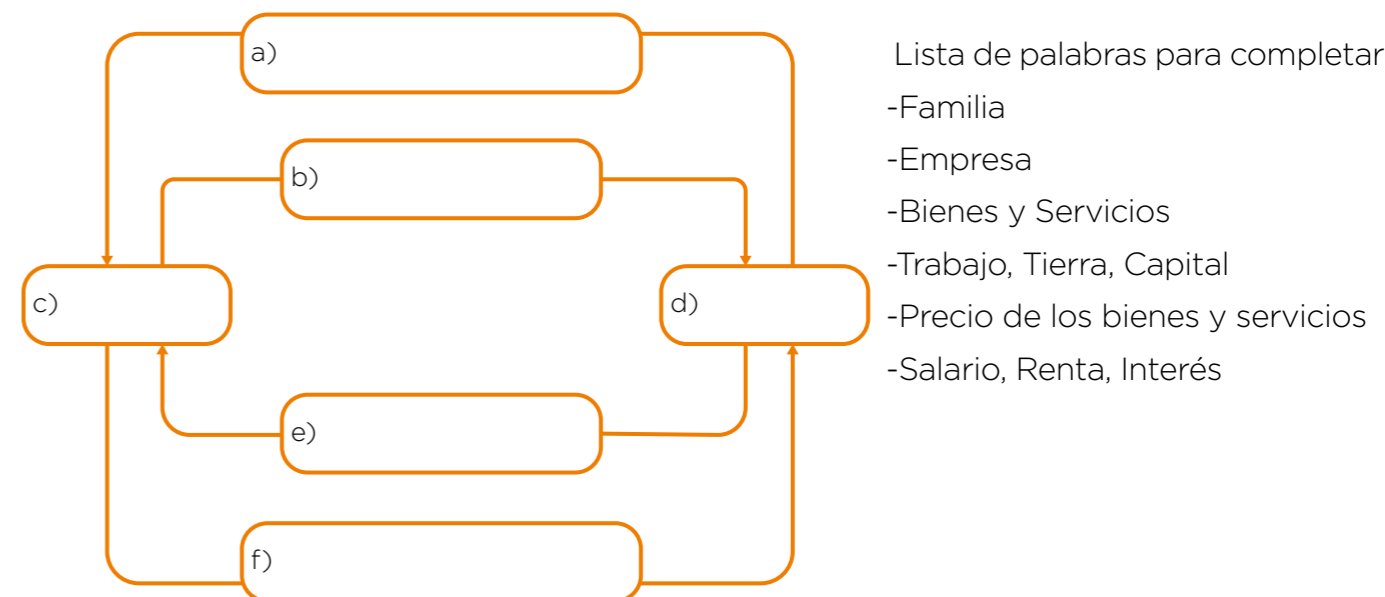 a)
b)
c)
d)
e)
f)
Lista de palabras para completar
-Familia
-Empresa
-Bienes y Servicios
-Trabajo, Tierra, Capital
-Precio de los bienes y servicios
-Salario, Renta, Interés